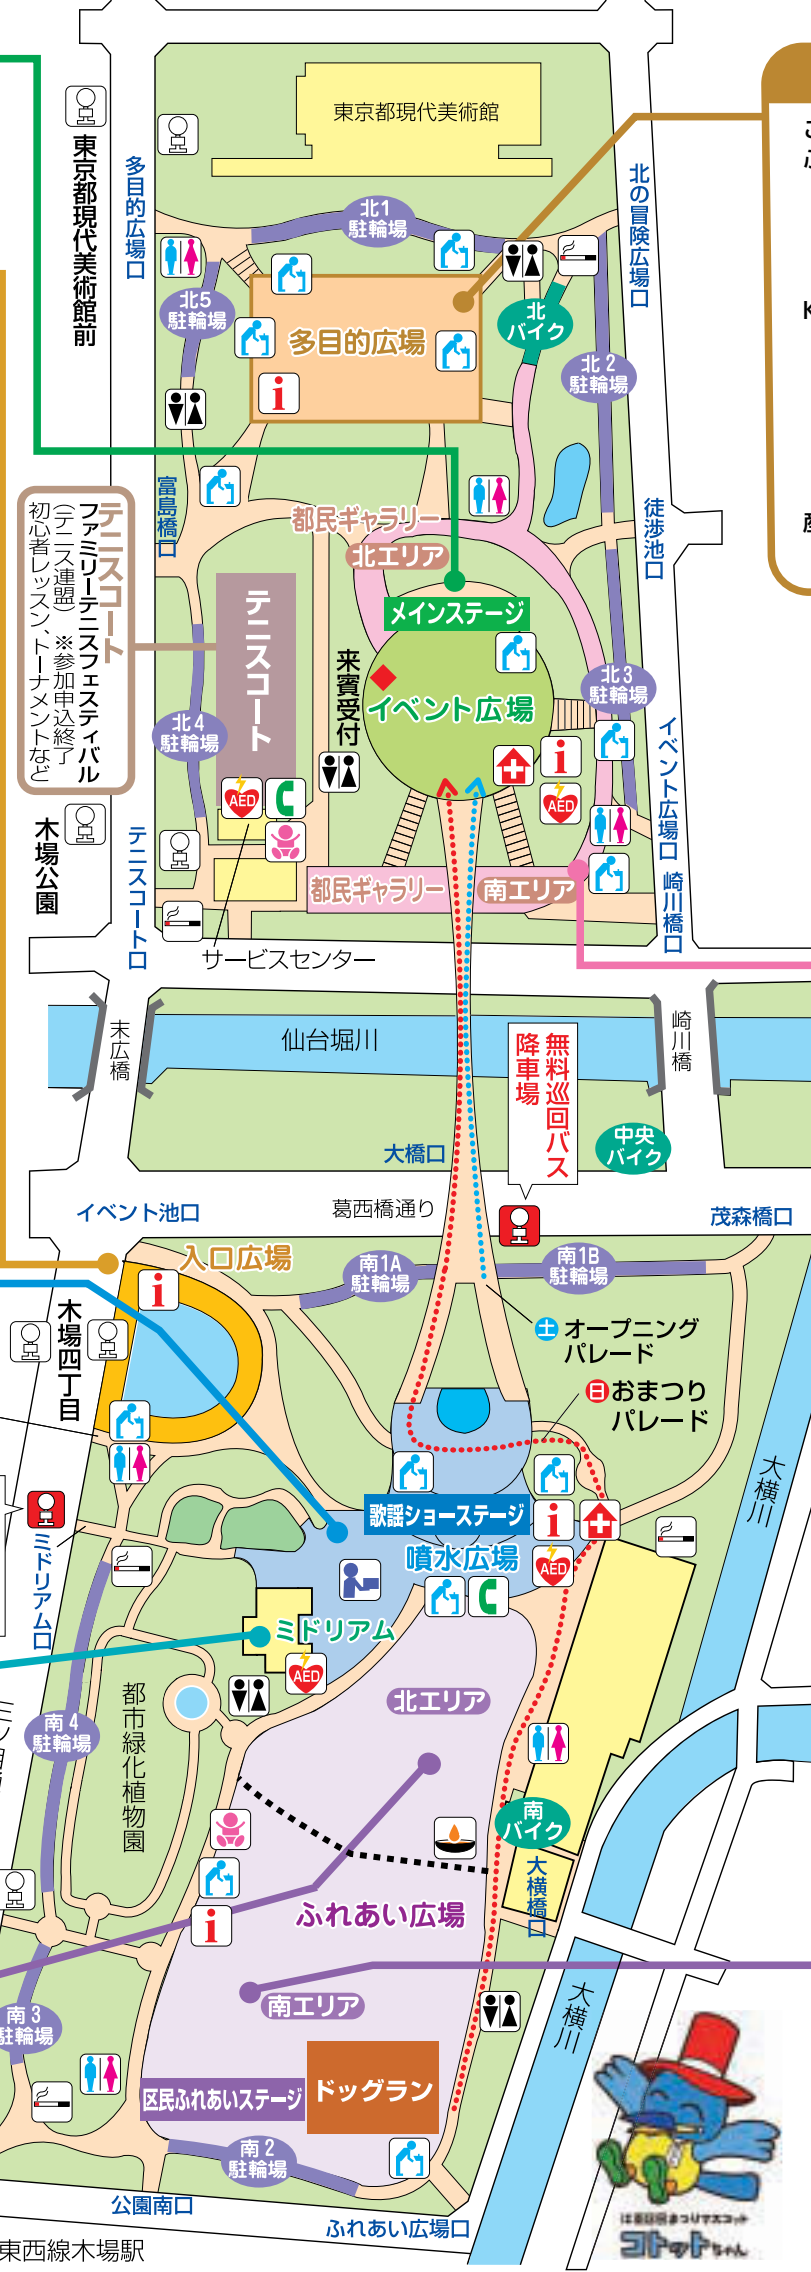 東京都現代美術館
東京都現代美術館前
多目的広場口
北の冒険広場口
北1
駐輪場
北5
駐輪場
多目的広場
i
北
バイク
北2
駐輪場
富島橋口
徒渉池口
都民ギャラリー
北エリア
メインステージ
テニスコート
ファミリーテニスフェスティバル
(テニス連盟) ※参加申込終了
初心者レッスン、トーナメントなど
テニスコート
来賓受付
イベント広場
北3
駐輪場
北4
駐輪場
イベント広場口
i
AED
AED
木場公園
テニスコート口
都民ギャラリー
南エリア
崎川橋口
サービスセンター
末広橋
仙台堀川
崎川橋
無料巡回バス
降車場
中央
バイク
大橋口
イベント池口
葛西橋通り
茂森橋口
入口広場
i
南1A
駐輪場
南1B
駐輪場
木場四丁目
土 オープニング
パレード
日 おまつり
パレード
大横川
歌謡ショーステージ
i
噴水広場
AED
ミドリアム口
ミドリアム
AED
北エリア
都市緑化植物園
南4
駐輪場
南
バイク
大横橋口
ふれあい広場
i
南エリア
大横川
南3
駐輪場
区民ふれあいステージ
ドッグラン
南2
駐輪場
公園南口
ふれあい広場口
東西線木場駅
江東区民まつりマスコット
コトットちゃん